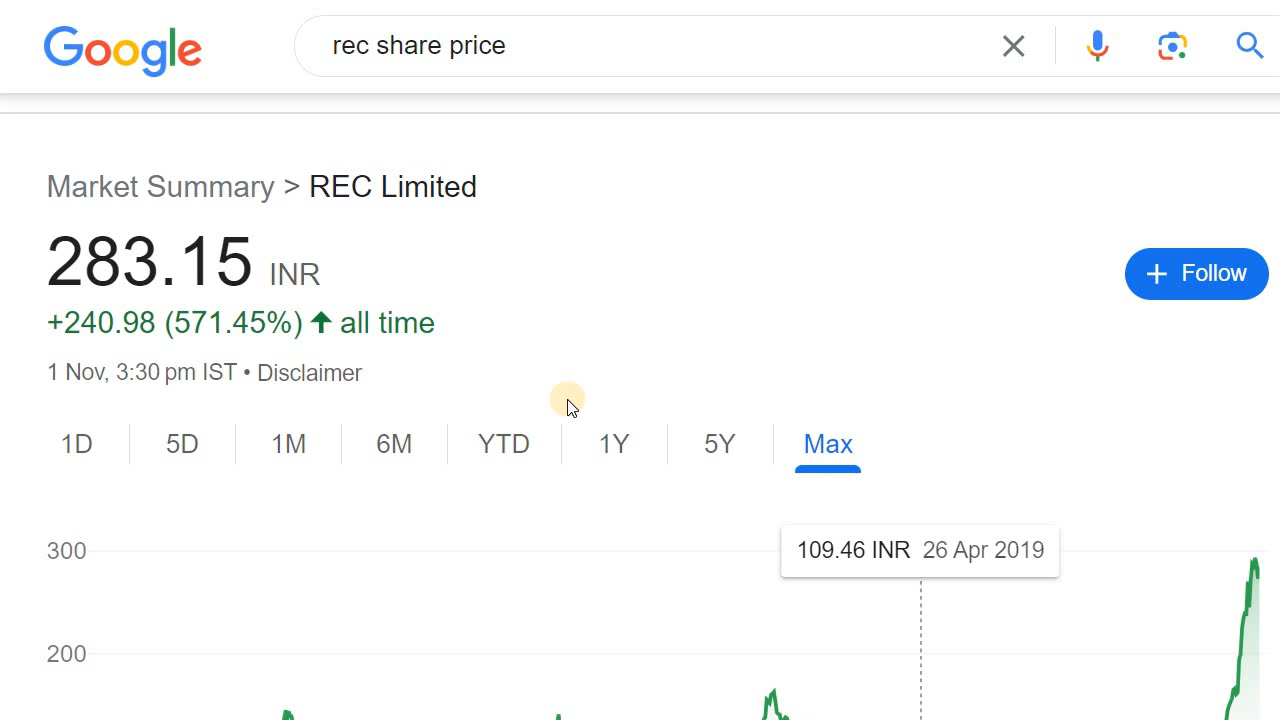 Google
rec share price
Market Summary > REC Limited
283.15 INR
+ Follow
+240.98 (571.45%) ↑ all time
1 Nov, 3:30 pm IST • Disclaimer
1D 5D 1M 6M YTD 1Y 5Y Max
109.46 INR 26 Apr 2019
300
200